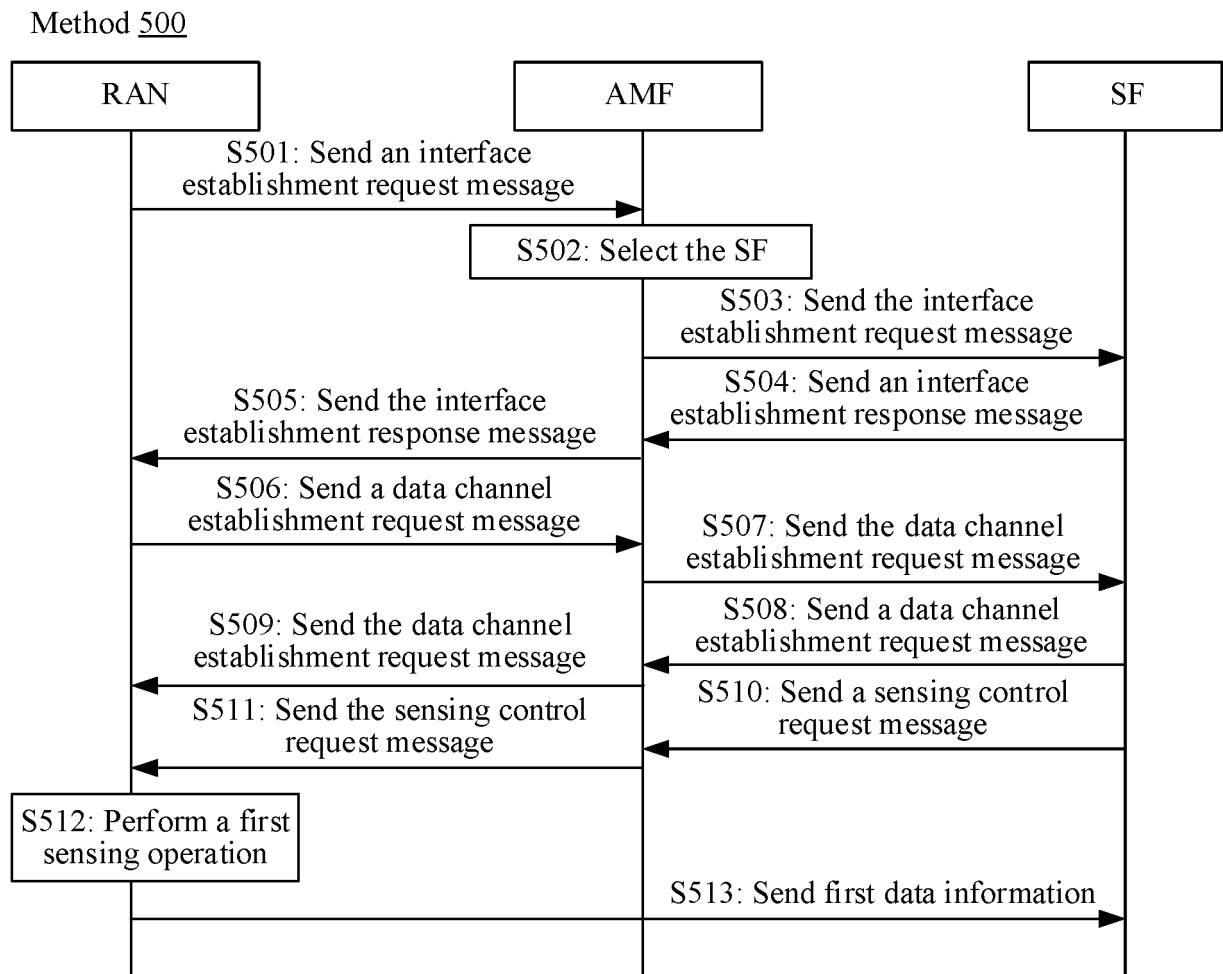 Method 500
RAN
AMF
SF
S501: Send an interface
establishment request message
S502: Select the SF
S503: Send the interface
establishment request message
S504: Send an interface
establishment response message
S505: Send the interface
establishment response message
S506: Send a data channel
establishment request message
S507: Send the data channel
establishment request message
S508: Send a data channel
establishment request message
S509: Send the data channel
establishment request message
S510: Send a sensing control
request message
S511: Send the sensing control
request message
S512: Perform a first
sensing operation
S513: Send first data information